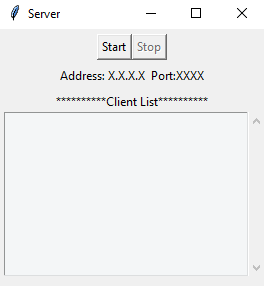 Server
Start Stop
Address: X.X.X.X Port:XXXX
**********Client List**********